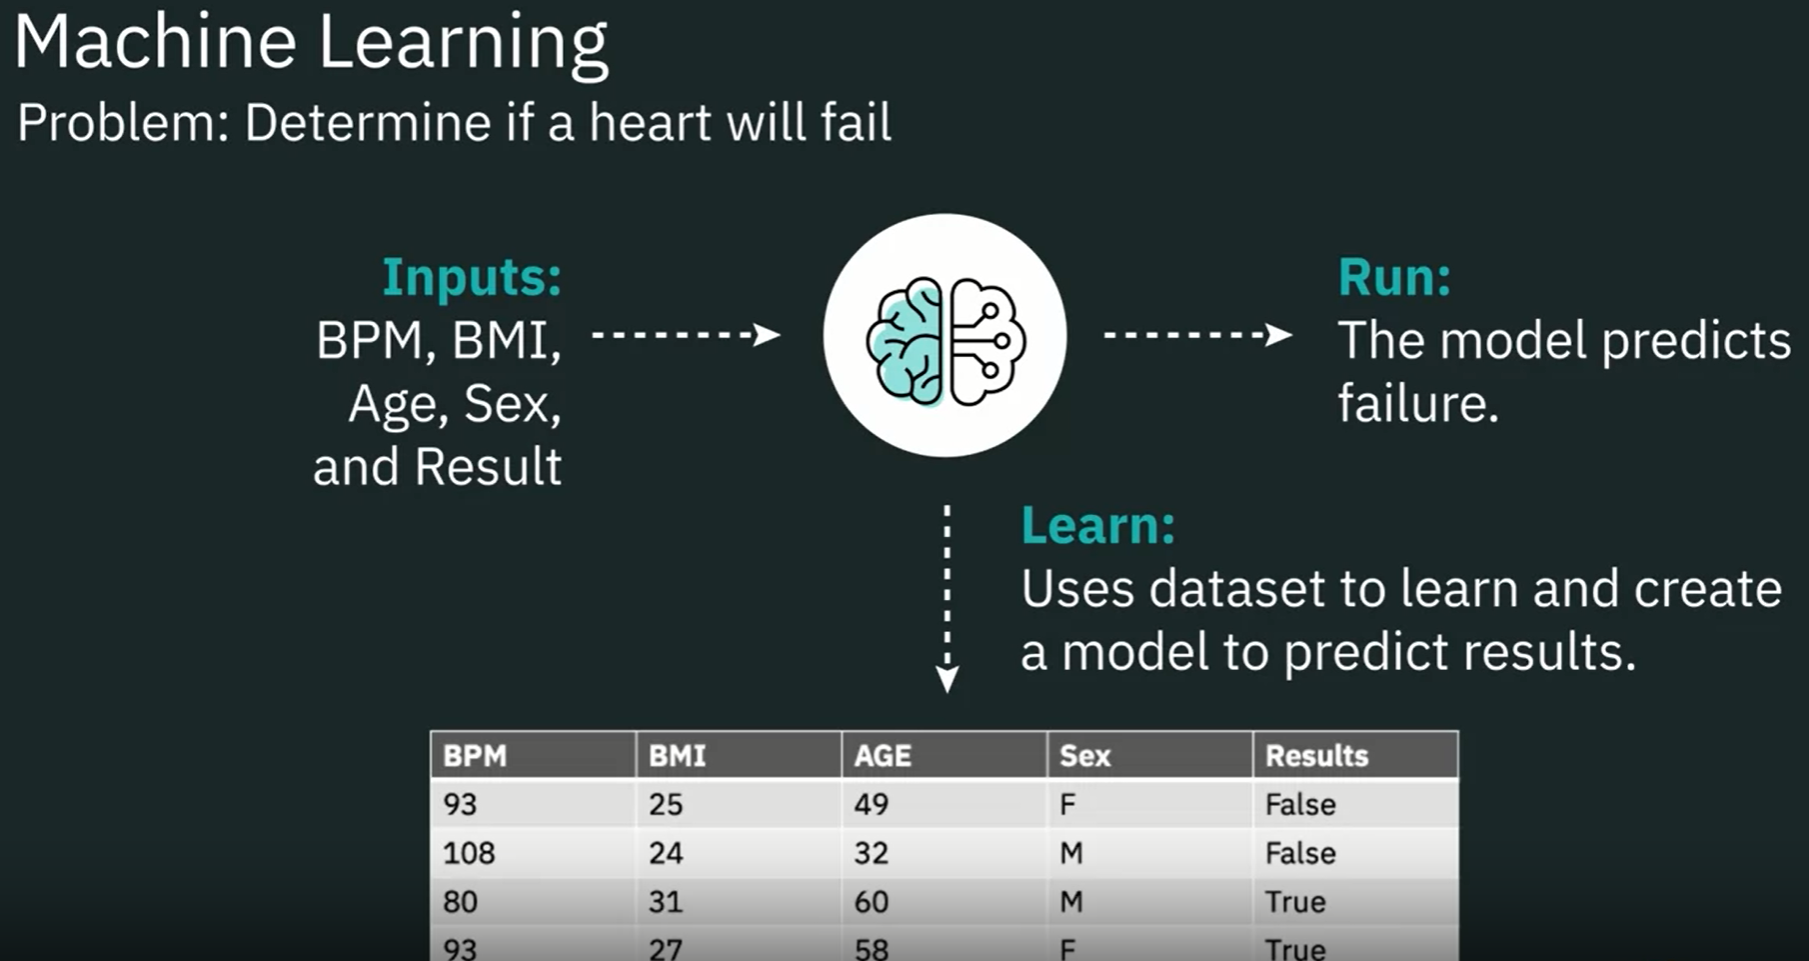 Machine Learning
Problem: Determine if a heart will fail
Inputs:
BPM, BMI,
Age, Sex,
and Result
Run:
The model predicts
failure.
Learn:
Uses dataset to learn and create
a model to predict results.
BPM BMI AGE Sex Results
93 25 49 F False
108 24 32 M False
80 31 60 M True
93 27 58 F True